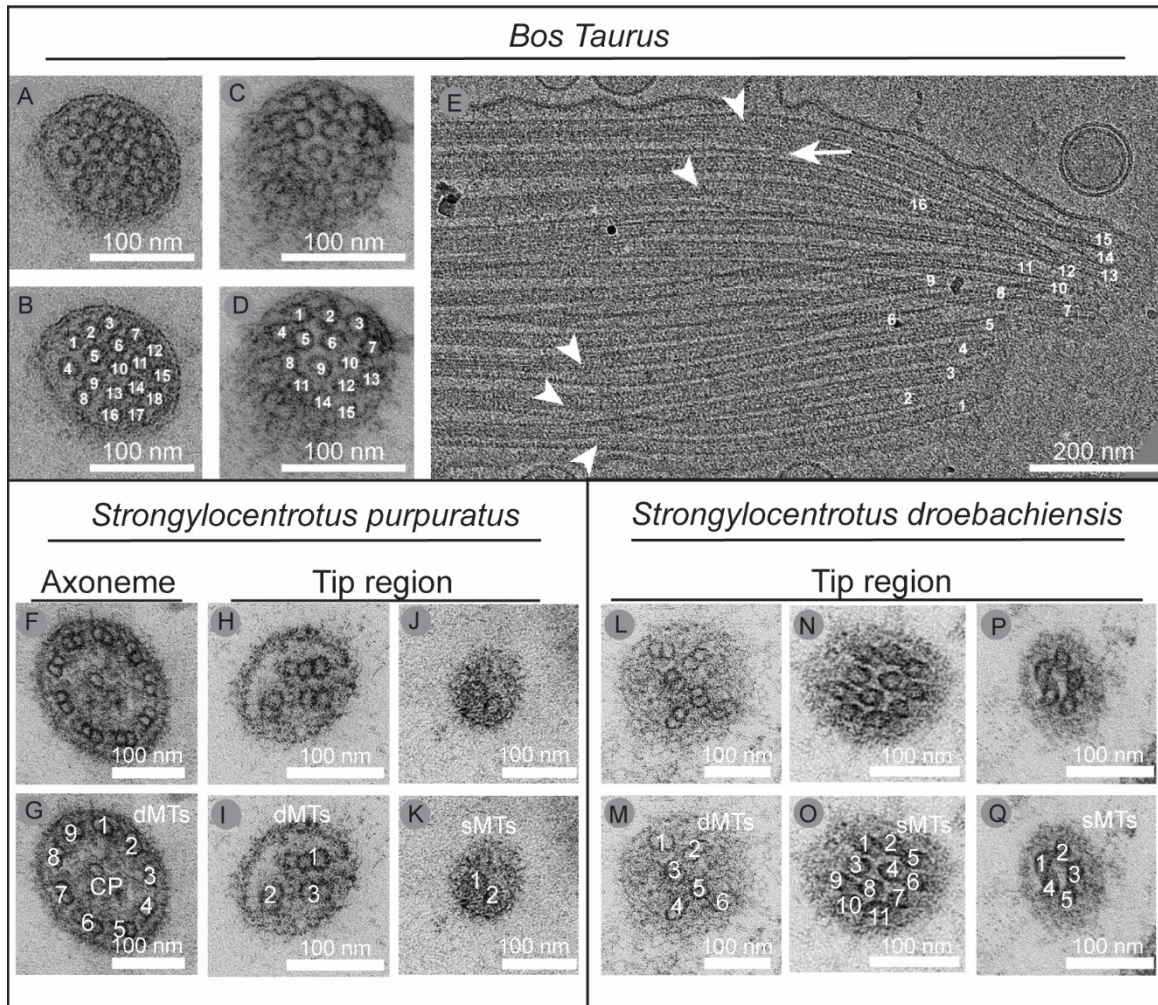 Bos Taurus
A
C
E
100 nm
100 nm
B
D
1 2 3 4 5 6 7 8 9 10 11 12 13 14 15 16 17 18
100 nm
1 2 3 4 5 6 7 8 9 10 11 12 13 14 15
100 nm
1 2 3 4 5 6 7 8 9 10 11 12 13 14 15 16
200 nm
Strongylocentrotus purpuratus
Axoneme
Tip region
F
H
J
100 nm
100 nm
100 nm
G
dMTs
1 2 3 4 5 6 7 8 9
CP
100 nm
I
dMTs
1 2 3
100 nm
K
sMTs
1 2
100 nm
Strongylocentrotus droebachiensis
Tip region
L
N
P
100 nm
100 nm
100 nm
M
dMTs
1 2 3 4 5 6
100 nm
O
sMTs
1 2 3 4 5 6 7 8 9 10 11
100 nm
Q
sMTs
1 2 3 4 5
100 nm